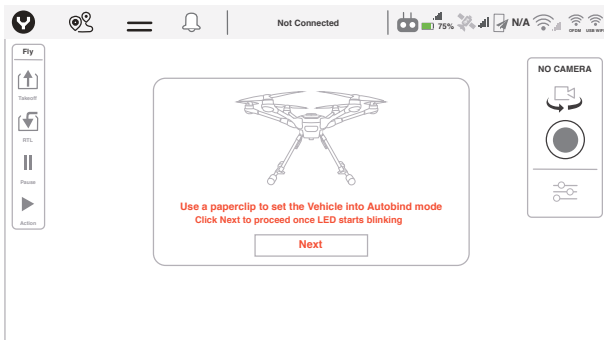 Not Connected
75%
N/A
OFDM
USB WIFI
Fly
Takeoff
RTL
Pause
Action
NO CAMERA
Use a paperclip to set the Vehicle into Autobind mode
Click Next to proceed once LED starts blinking
Next